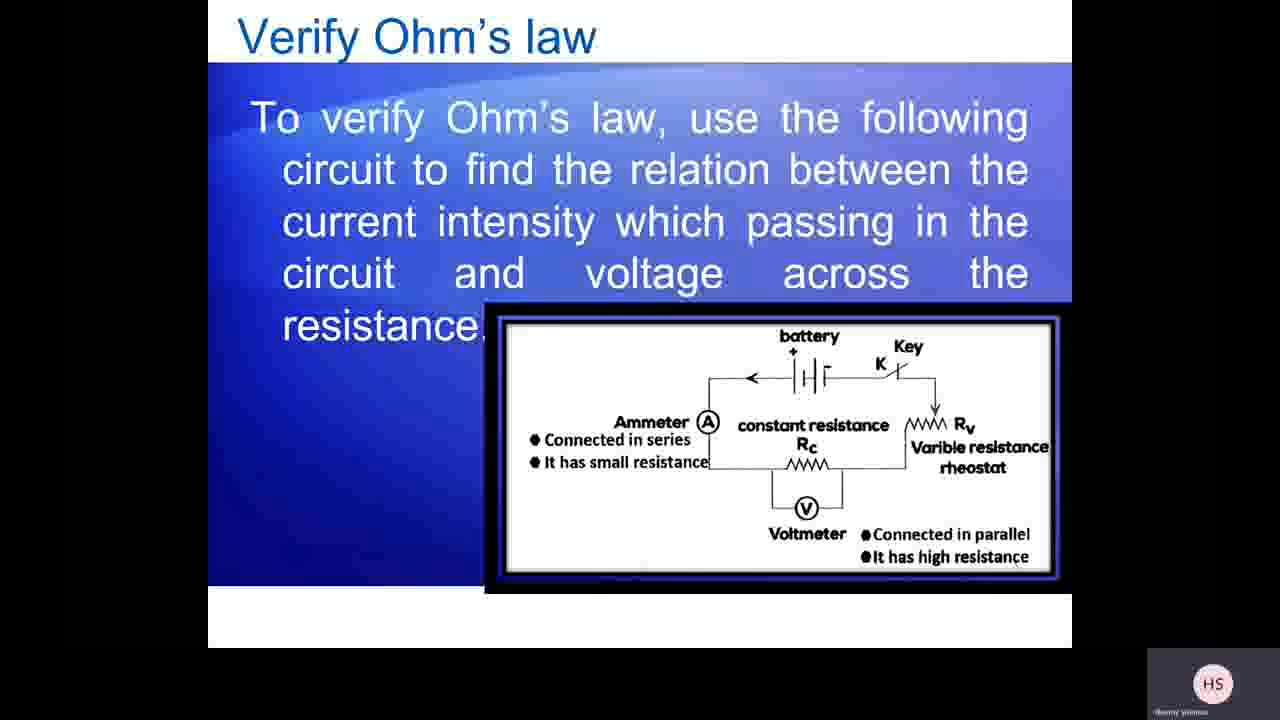 Verify Ohm's law
To verify Ohm's law, use the following
circuit to find the relation between the
current intensity which passing in the
circuit and voltage across the
resistance.
battery
+
-
Key
K
Ammeter A
constant resistance
Rc
Rv
Connected in series
It has small resistance
Varible resistance
rheostat
V
Voltmeter
Connected in parallel
It has high resistance
HS